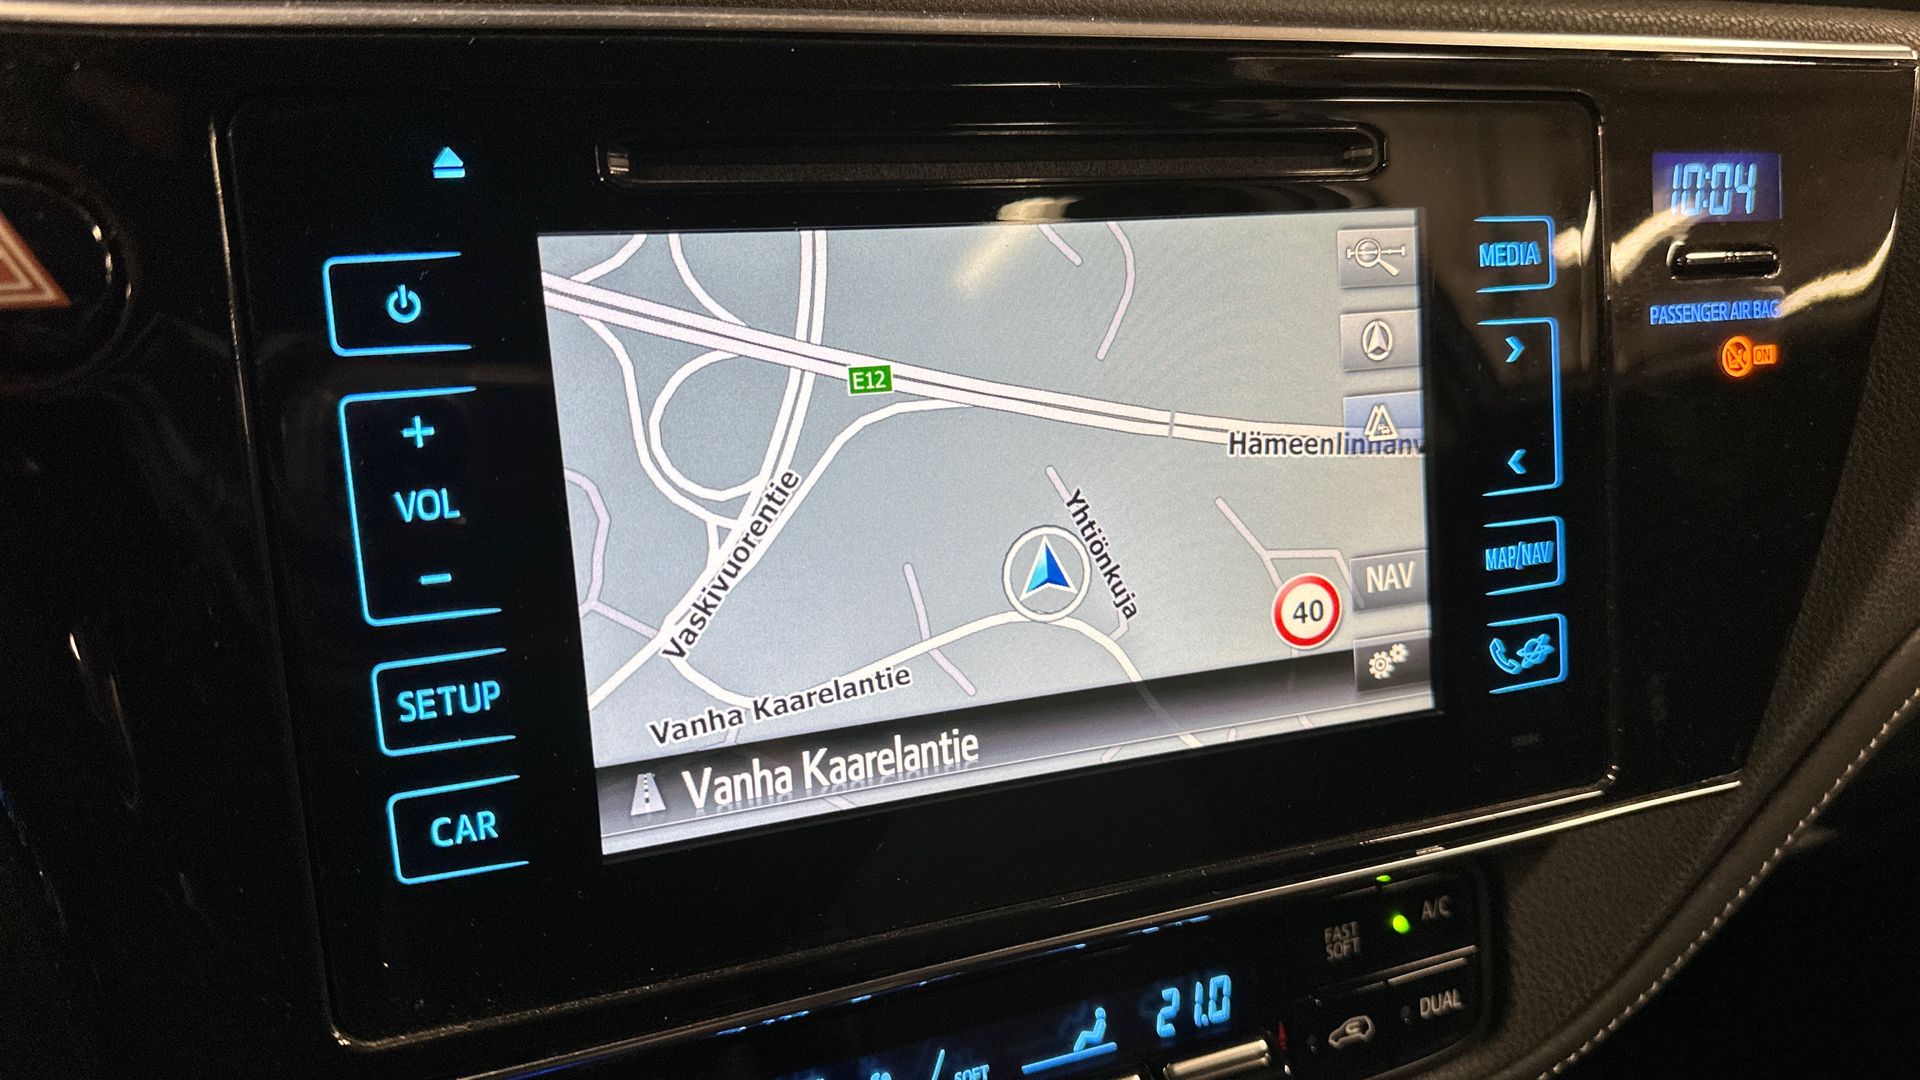 10:04
MEDIA
PASSENGER AIR BAG
ON
E12
+
VOL
-
Hämeenlinnanv
Yhtiönkuja
Vaskivuorentie
MAP/NAV
NAV
40
SETUP
Vanha Kaarelantie
Vanha Kaarelantie
CAR
A/C
FAST
SOFT
21.0
DUAL
SOFT